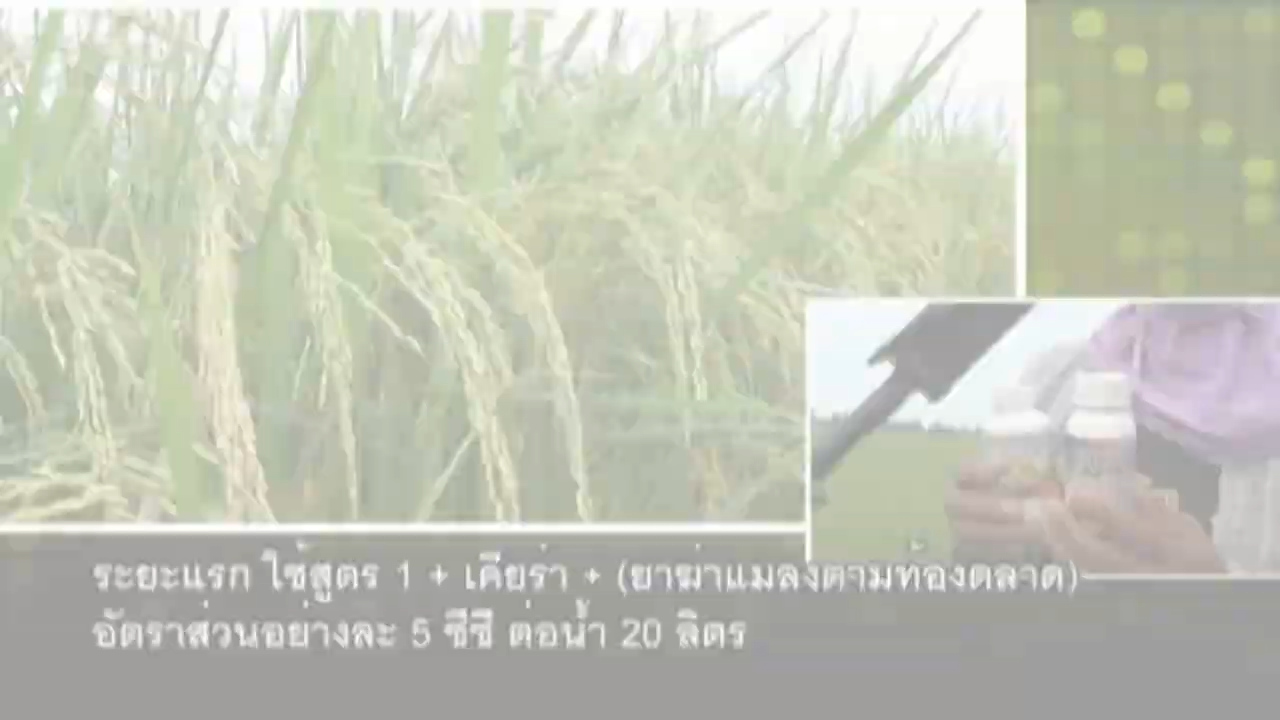 ระยะแรก ใช้สูตร 1 + เคียร่า + (ยาฆ่าแมลงตามท้องตลาด)
อัตราส่วนอย่างละ 5 ซีซี ต่อน้ำ 20 ลิตร